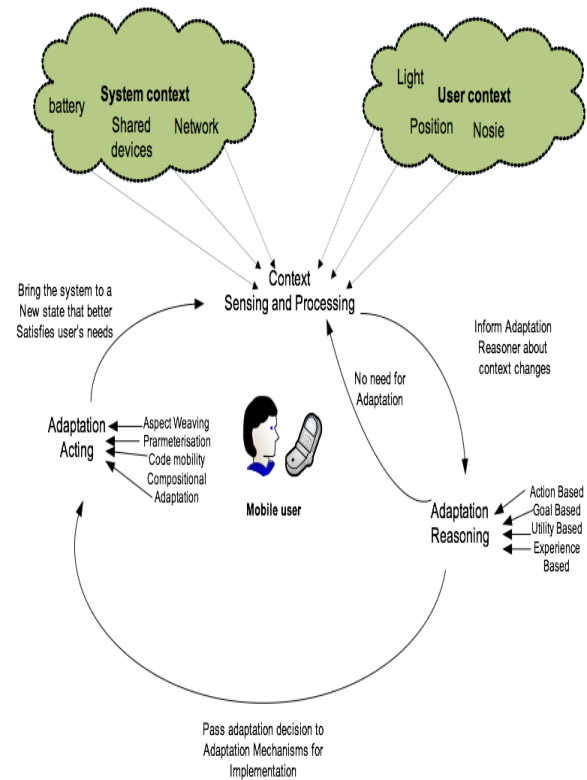 System context
battery
Shared
devices
Network
Light
User context
Position
Nosie
Context
Sensing and Processing
Bring the system to a
New state that better
Satisfies user's needs
Inform Adaptation
Reasoner about
context changes
No need for
Adaptation
Adaptation
Acting
Aspect Weaving
Prarmeterisation
Code mobility
Compositional
Adaptation
Mobile user
Adaptation
Reasoning
Action Based
Goal Based
Utility Based
Experience
Based
Pass adaptation decision to
Adaptation Mechanisms for
Implementation